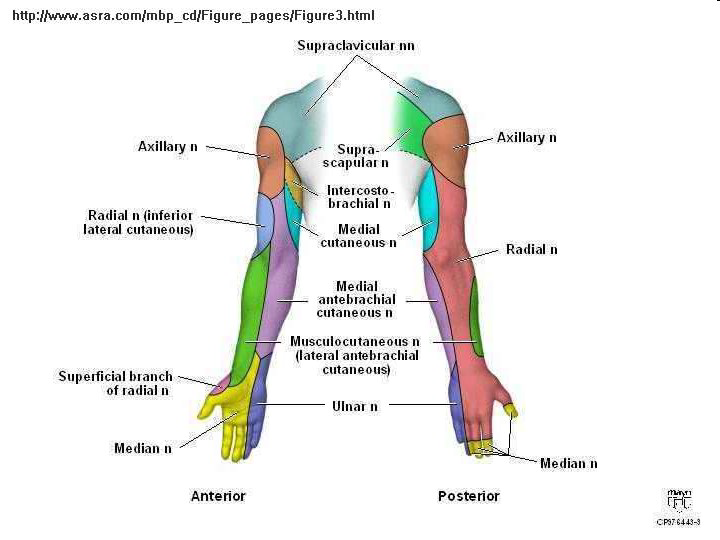 http://www.asra.com/mbp_cd/Figure_pages/Figure3.html
Supraclavicular nn
Axillary n
Axillary n
Supra-
scapular n
Intercosto-
brachial n
Radial n (inferior
lateral cutaneous)
Medial
cutaneous n
Radial n
Medial
antebrachial
cutaneous n
Musculocutaneous n
(lateral antebrachial
cutaneous)
Superficial branch
of radial n
Ulnar n
Median n
Median n
Anterior
Posterior
CP976443-3